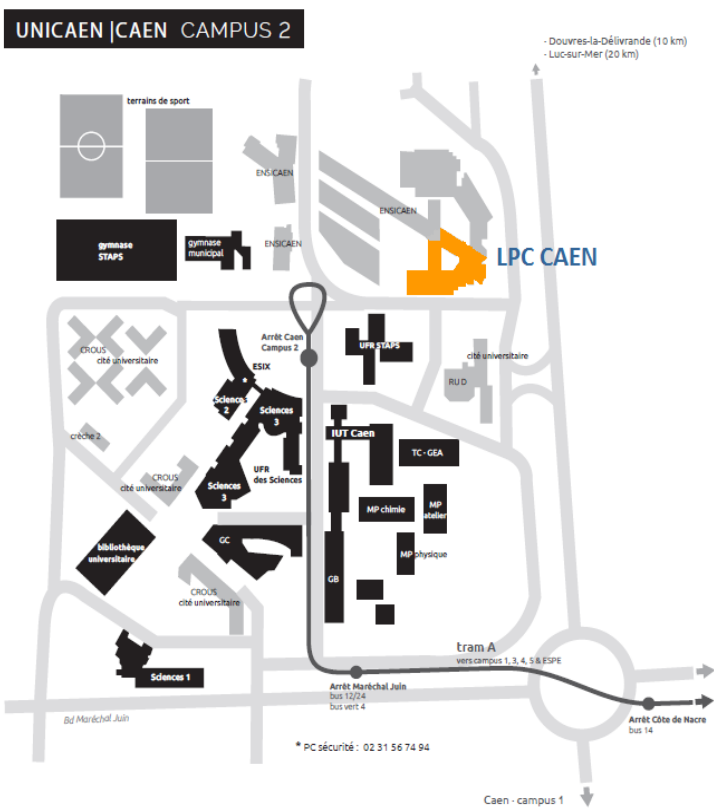 UNICAEN |CAEN CAMPUS 2
- Douvres-la-Délivrande (10 km)
- Luc-sur-Mer (20 km)
terrains de sport
ENSICAEN
ENSICAEN
gymnase
STAPS
gymnase
municipal
ENSICAEN
LPC CAEN
Arrêt Caen
Campus 2
UFR STAPS
CROUS
cité universitaire
cité universitaire
ESIX
*
RU D
Sciences
2
Sciences
3
crèche 2
IUT Caen
TC - GEA
CROUS
cité universitaire
UFR
des Sciences
Sciences
3
MP chimie
MP
atelier
GC
bibliothèque
universitaire
MP physique
GB
CROUS
cité universitaire
tram A
vers campus 1, 3, 4, 5 & ESPE
Sciences 1
Arrêt Maréchal Juin
bus 12/24
bus vert 4
Bd Maréchal Juin
Arrêt Côte de Nacre
bus 14
* PC sécurité : 02 31 56 74 94
Caen - campus 1